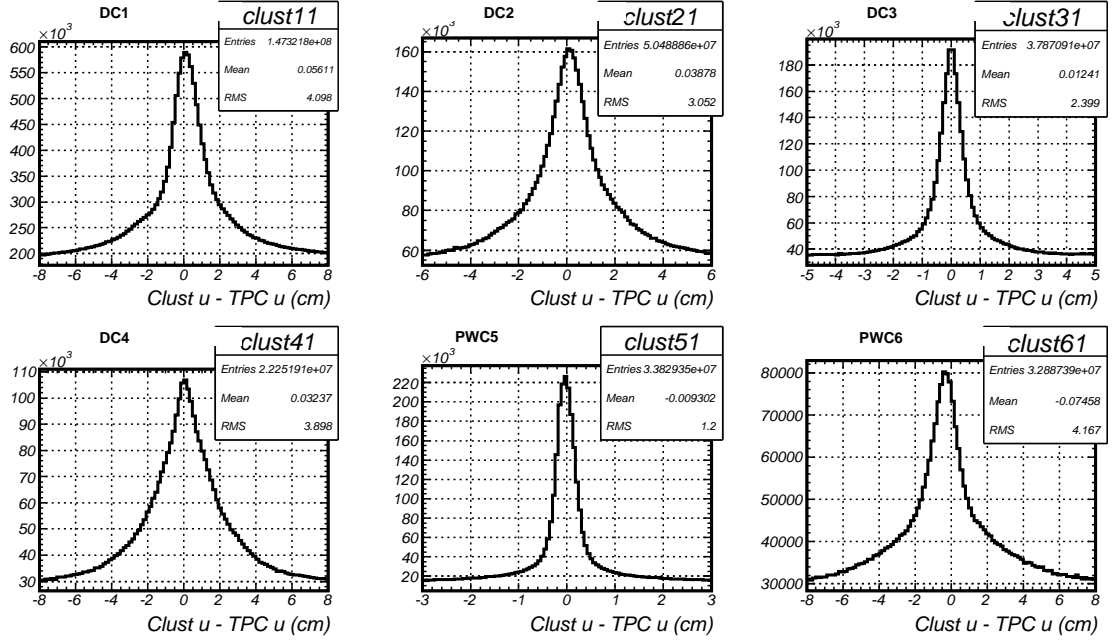 DC1
clust11
Entries 1.473218e+08
Mean 0.05611
RMS 4.098
×10³
600
550
500
450
400
350
300
250
200
-8 -6 -4 -2 0 2 4 6 8
Clust u - TPC u (cm)
DC2
clust21
Entries 5.048886e+07
Mean 0.03878
RMS 3.052
×10³
160
140
120
100
80
60
-6 -4 -2 0 2 4 6
Clust u - TPC u (cm)
DC3
clust31
Entries 3.787091e+07
Mean 0.01241
RMS 2.399
×10³
180
160
140
120
100
80
60
40
-5 -4 -3 -2 -1 0 1 2 3 4 5
Clust u - TPC u (cm)
DC4
clust41
Entries 2.225191e+07
Mean 0.03237
RMS 3.898
×10³
110
100
90
80
70
60
50
40
30
-8 -6 -4 -2 0 2 4 6 8
Clust u - TPC u (cm)
PWC5
clust51
Entries 3.382935e+07
Mean -0.009302
RMS 1.2
×10³
220
200
180
160
140
120
100
80
60
40
20
-3 -2 -1 0 1 2 3
Clust u - TPC u (cm)
PWC6
clust61
Entries 3.288739e+07
Mean -0.07458
RMS 4.167
80000
70000
60000
50000
40000
30000
-8 -6 -4 -2 0 2 4 6 8
Clust u - TPC u (cm)